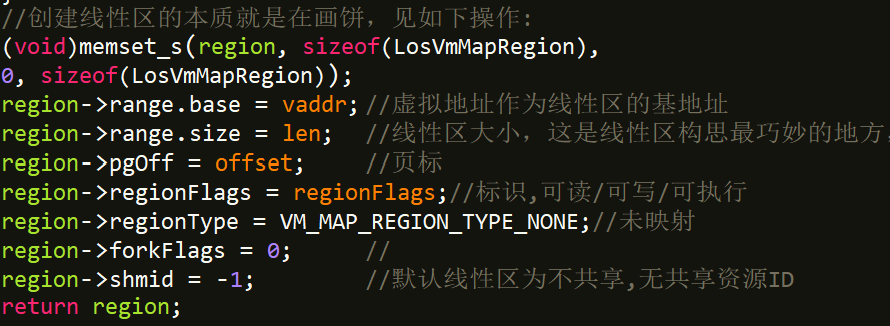 //创建线性区的本质就是在画饼，见如下操作:
(void)memset_s(region, sizeof(LosVmMapRegion),
0, sizeof(LosVmMapRegion));
region->range.base = vaddr; //虚拟地址作为线性区的基地址
region->range.size = len; //线性区大小，这是线性区构思最巧妙的地方,
region->pgOff = offset; //页标
region->regionFlags = regionFlags;//标识,可读/可写/可执行
region->regionType = VM_MAP_REGION_TYPE_NONE;//未映射
region->forkFlags = 0; //
region->shmid = -1; //默认线性区为不共享,无共享资源ID
return region;